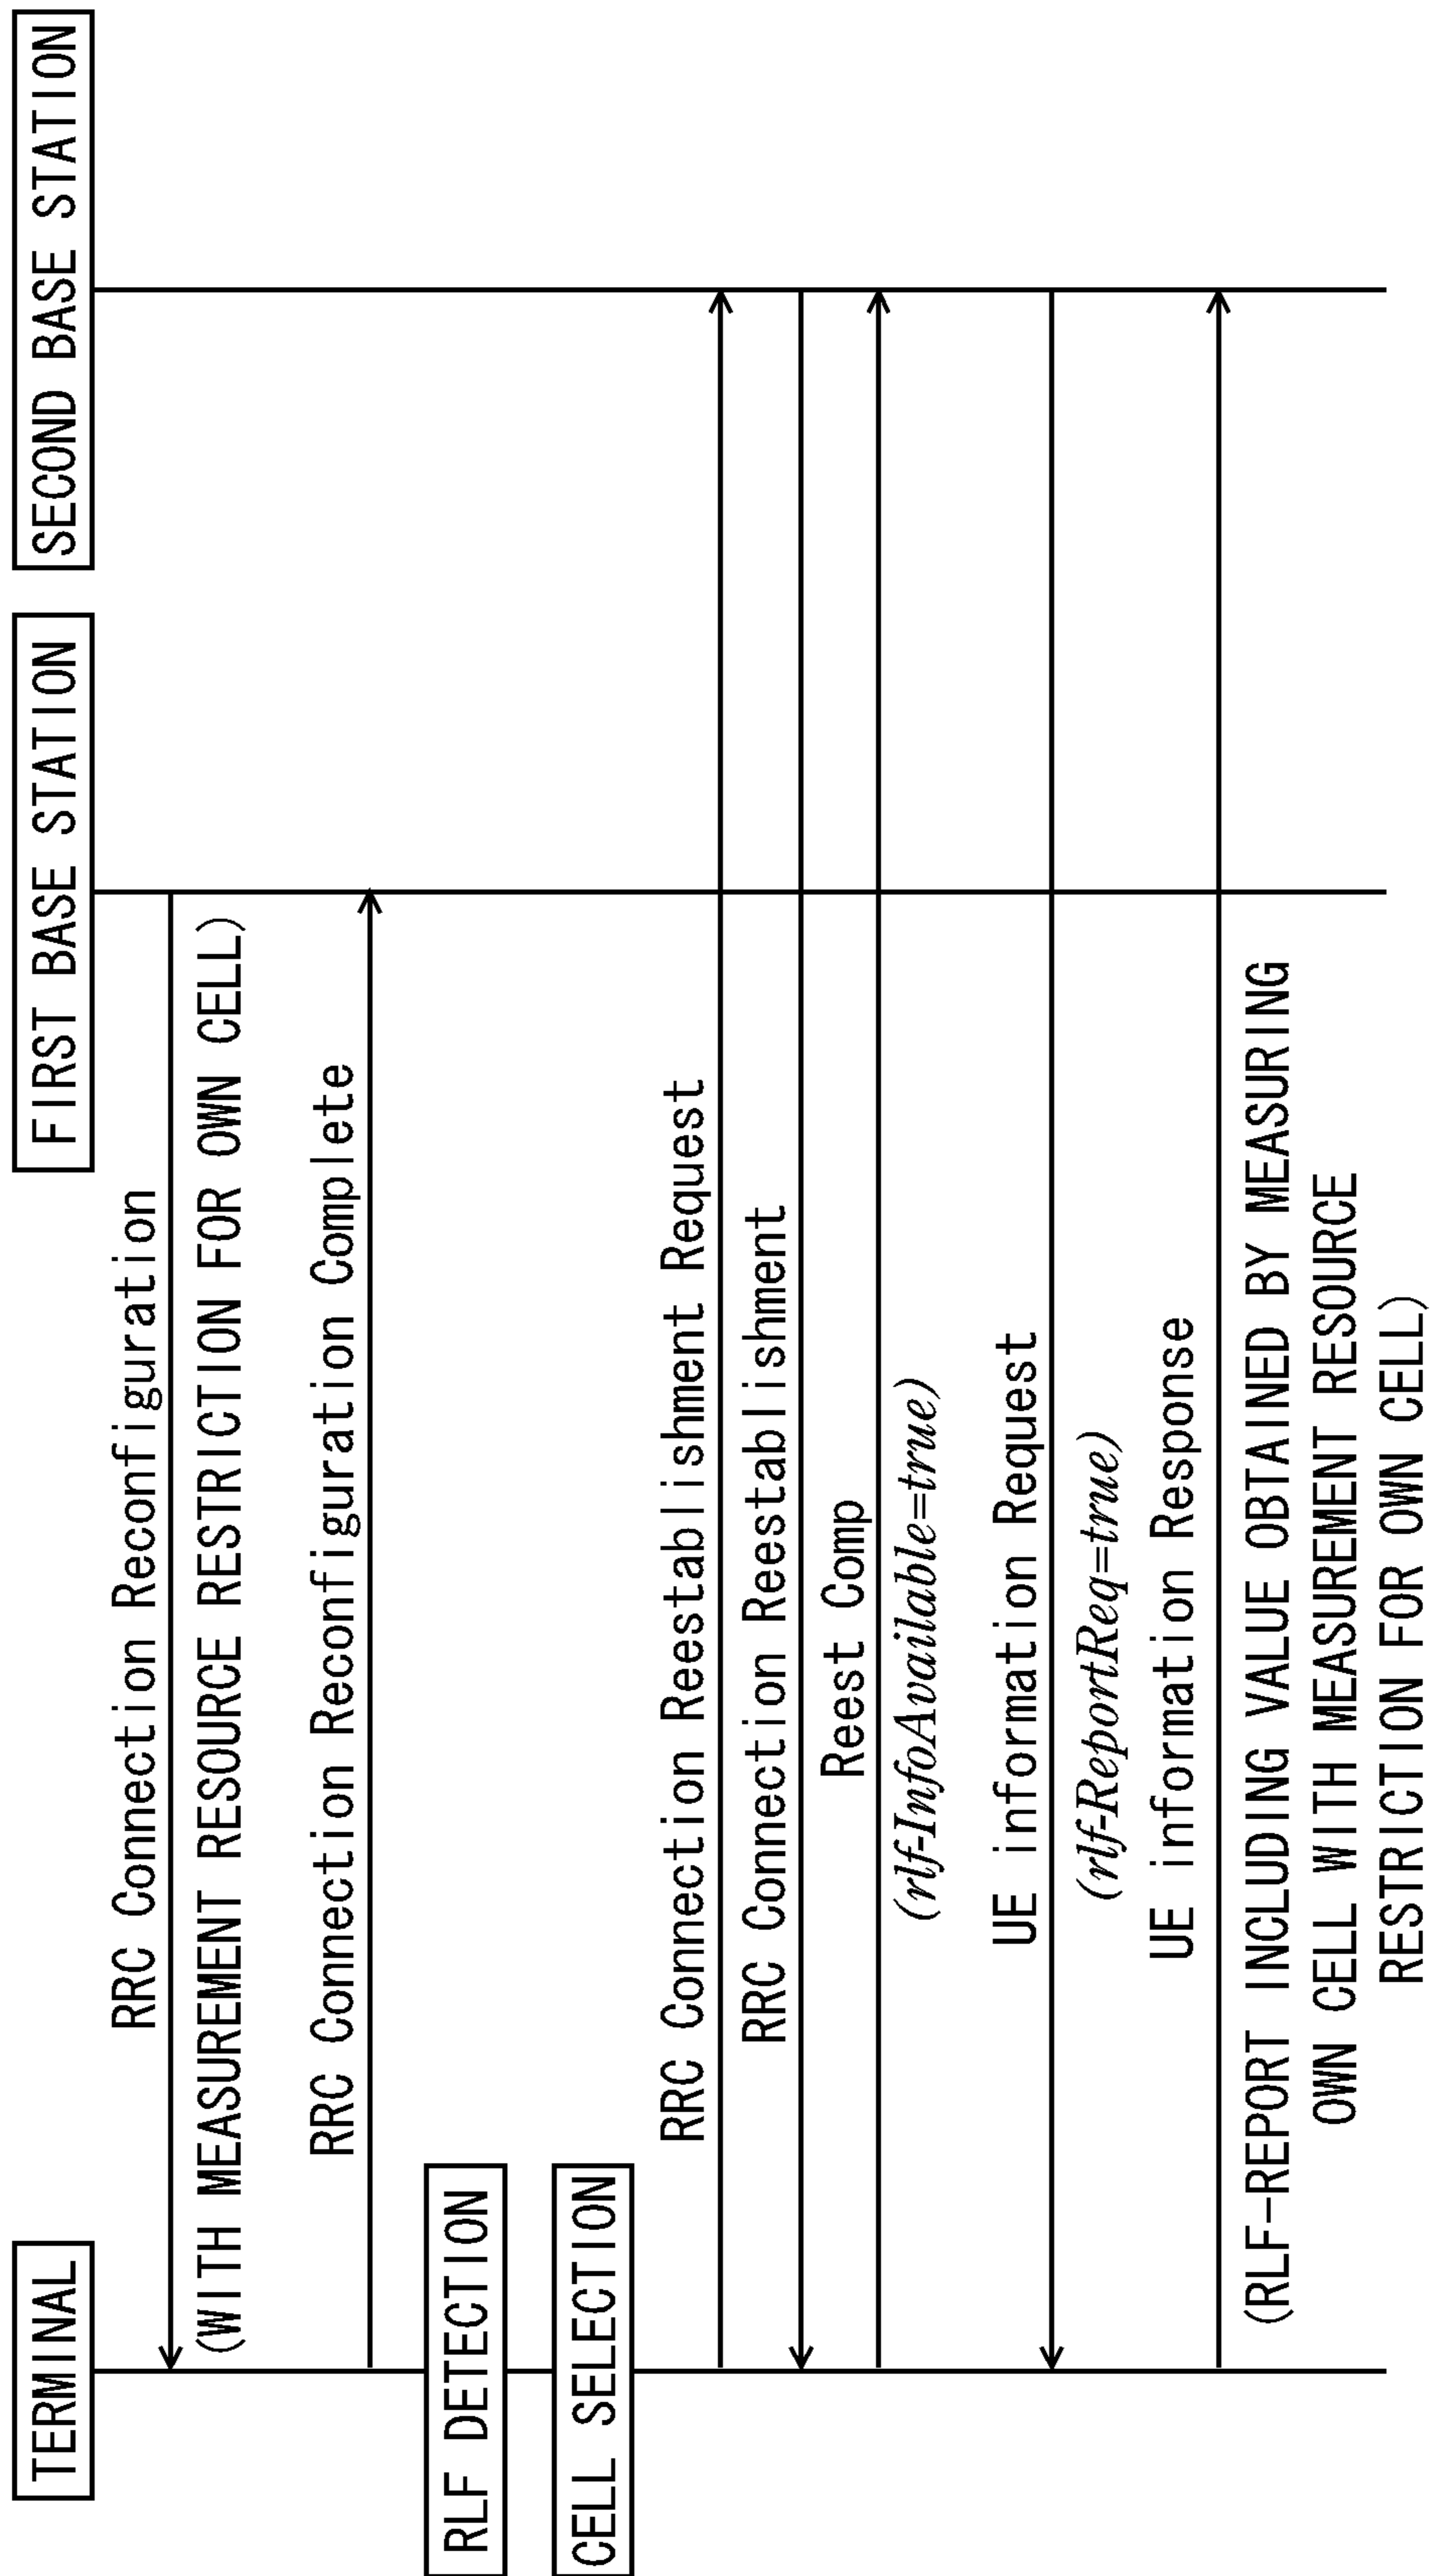 TERMINAL
FIRST BASE STATION
SECOND BASE STATION
RRC Connection Reconfiguration
(WITH MEASUREMENT RESOURCE RESTRICTION FOR OWN CELL)
RRC Connection Reconfiguration Complete
RLF DETECTION
CELL SELECTION
RRC Connection Reestablishment Request
RRC Connection Reestablishment
Reest Comp
(rlf-InfoAvailable=true)
UE information Request
(rlf-ReportReq=true)
UE information Response
(RLF-REPORT INCLUDING VALUE OBTAINED BY MEASURING
OWN CELL WITH MEASUREMENT RESOURCE
RESTRICTION FOR OWN CELL)